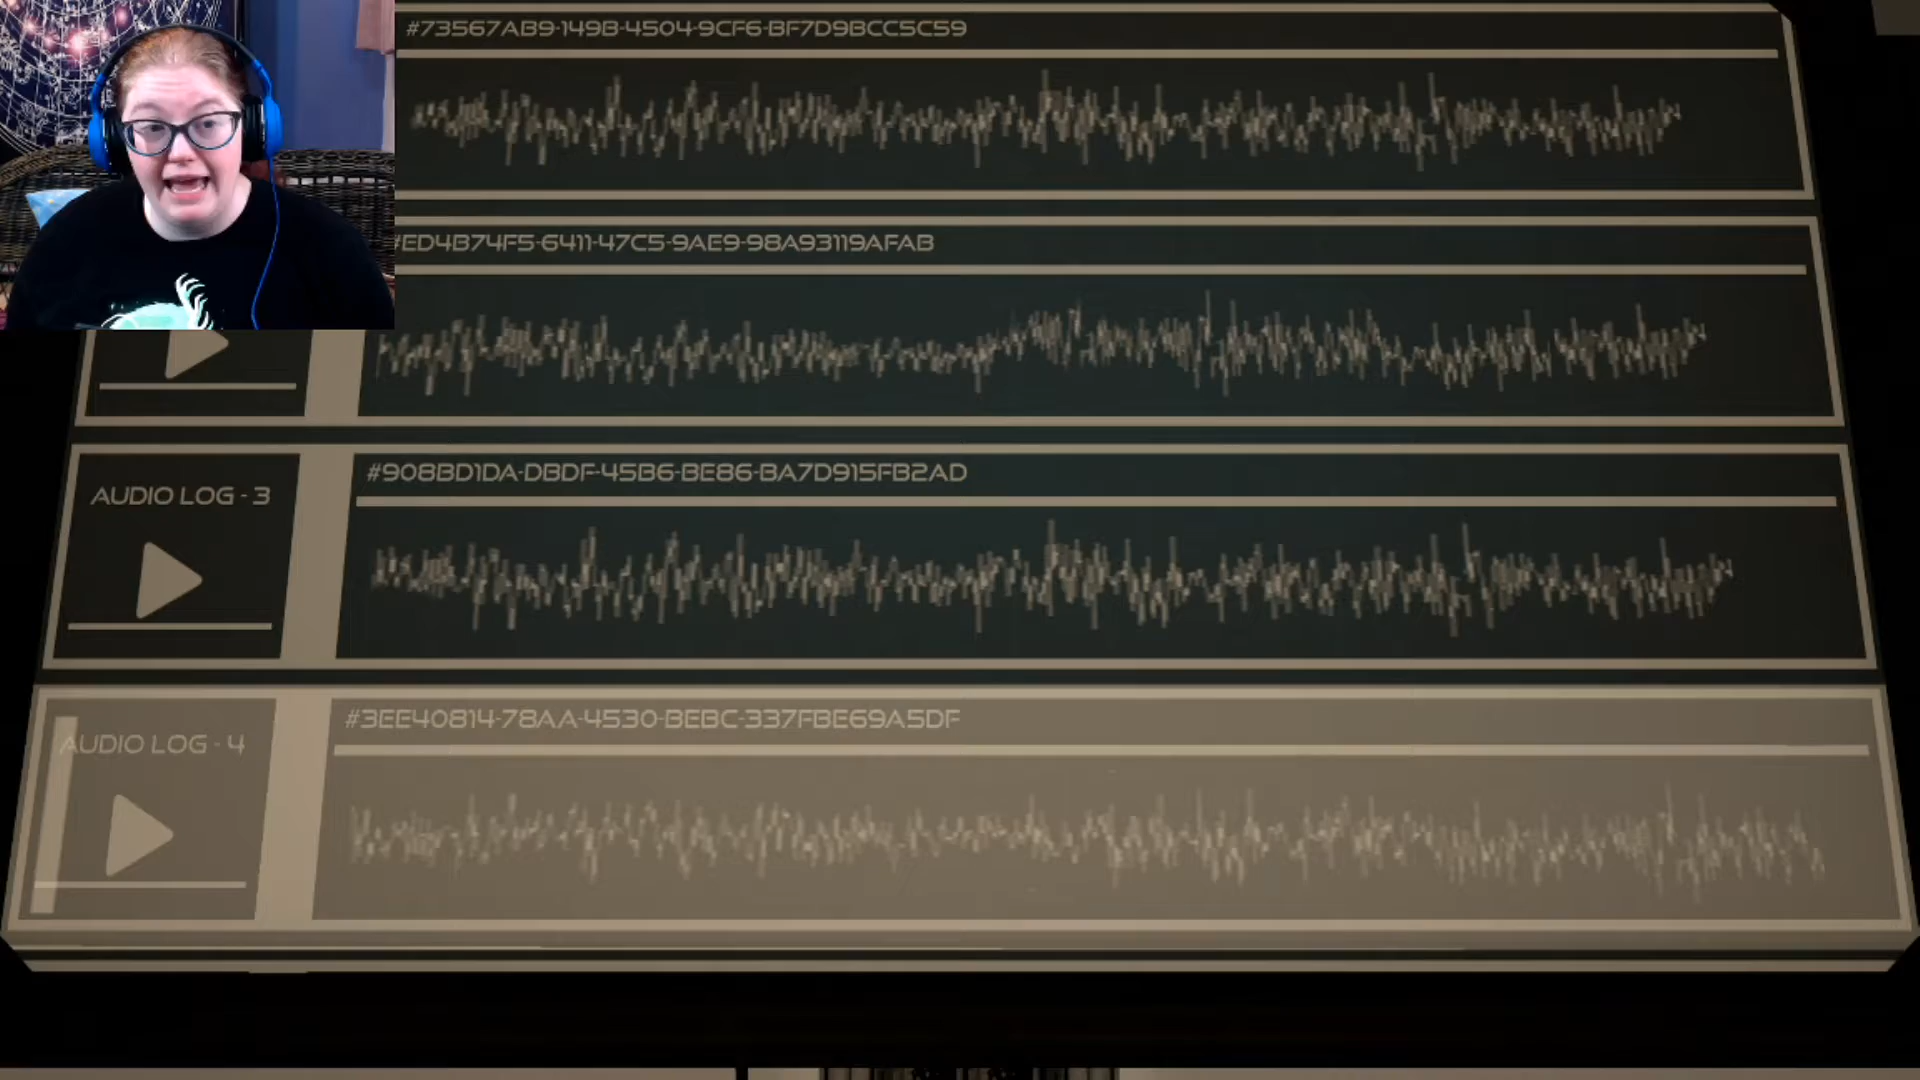 #73567AB9-149B-4504-9CF6-BF7D9BCC5C59
#ED4B74F5-6411-47C5-9AE9-98A93119AFAB
AUDIO LOG - 3
#908BD1DA-DBDF-45B6-BE86-BA7D915FB2AD
AUDIO LOG - 4
#3EE40814-78AA-4530-BEBC-337FBE69A5DF